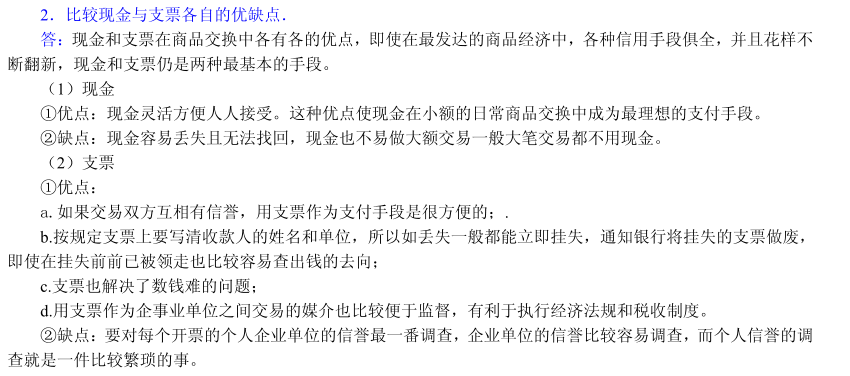 2．比较现金与支票各自的优缺点．
答：现金和支票在商品交换中各有各的优点，即使在最发达的商品经济中，各种信用手段俱全，并且花样不
断翻新，现金和支票仍是两种最基本的手段。
（1）现金
①优点：现金灵活方便人人接受。这种优点使现金在小额的日常商品交换中成为最理想的支付手段。
②缺点：现金容易丢失且无法找回，现金也不易做大额交易一般大笔交易都不用现金。
（2）支票
①优点：
a. 如果交易双方互相有信誉，用支票作为支付手段是很方便的；.
b.按规定支票上要写清收款人的姓名和单位，所以如丢失一般都能立即挂失，通知银行将挂失的支票做废，
即使在挂失前前已被领走也比较容易查出钱的去向；
c.支票也解决了数钱难的问题；
d.用支票作为企事业单位之间交易的媒介也比较便于监督，有利于执行经济法规和税收制度。
②缺点：要对每个开票的个人企业单位的信誉最一番调查，企业单位的信誉比较容易调查，而个人信誉的调
查就是一件比较繁琐的事。